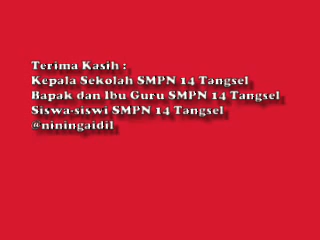 Terima Kasih :
Kepala Sekolah SMPN 14 Tangsel
Bapak dan Ibu Guru SMPN 14 Tangsel
Siswa-siswi SMPN 14 Tangsel
@niningaidil